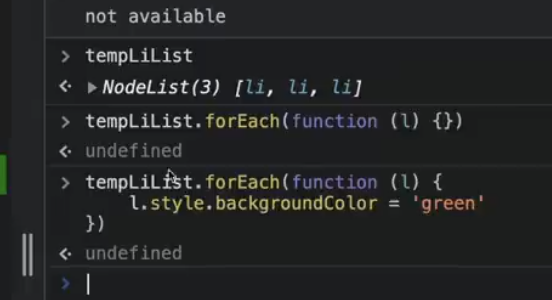 not available
tempLiList
NodeList(3) [li, li, li]
tempLiList.forEach(function (l) {})
undefined
tempLiList.forEach(function (l) {
l.style.backgroundColor = 'green'
})
undefined